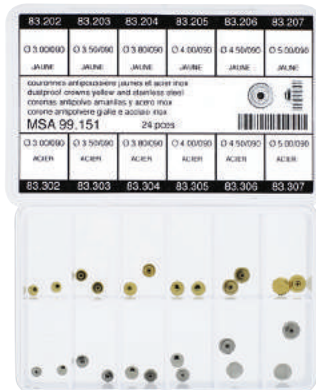 83.202 83.203 83.204 83.205 83.206 83.207
Ø 3.00/090 Ø 3.50/090 Ø 3.80/090 Ø 4.00/090 Ø 4.50/090 Ø 5.00/090
JAUNE JAUNE JAUNE JAUNE JAUNE JAUNE
couronnes antipoussière jaunes et acier inox
dustproof crowns yellow and stainless steel
coronas antipolvo amarillas y acero inox
corone antipolvere gialle e acciaio inox
MSA 99.151 24 pces
Ø 3.00/090 Ø 3.50/090 Ø 3.80/090 Ø 4.00/090 Ø 4.50/090 Ø 5.00/090
ACIER ACIER ACIER ACIER ACIER ACIER
83.302 83.303 83.304 83.305 83.306 83.307